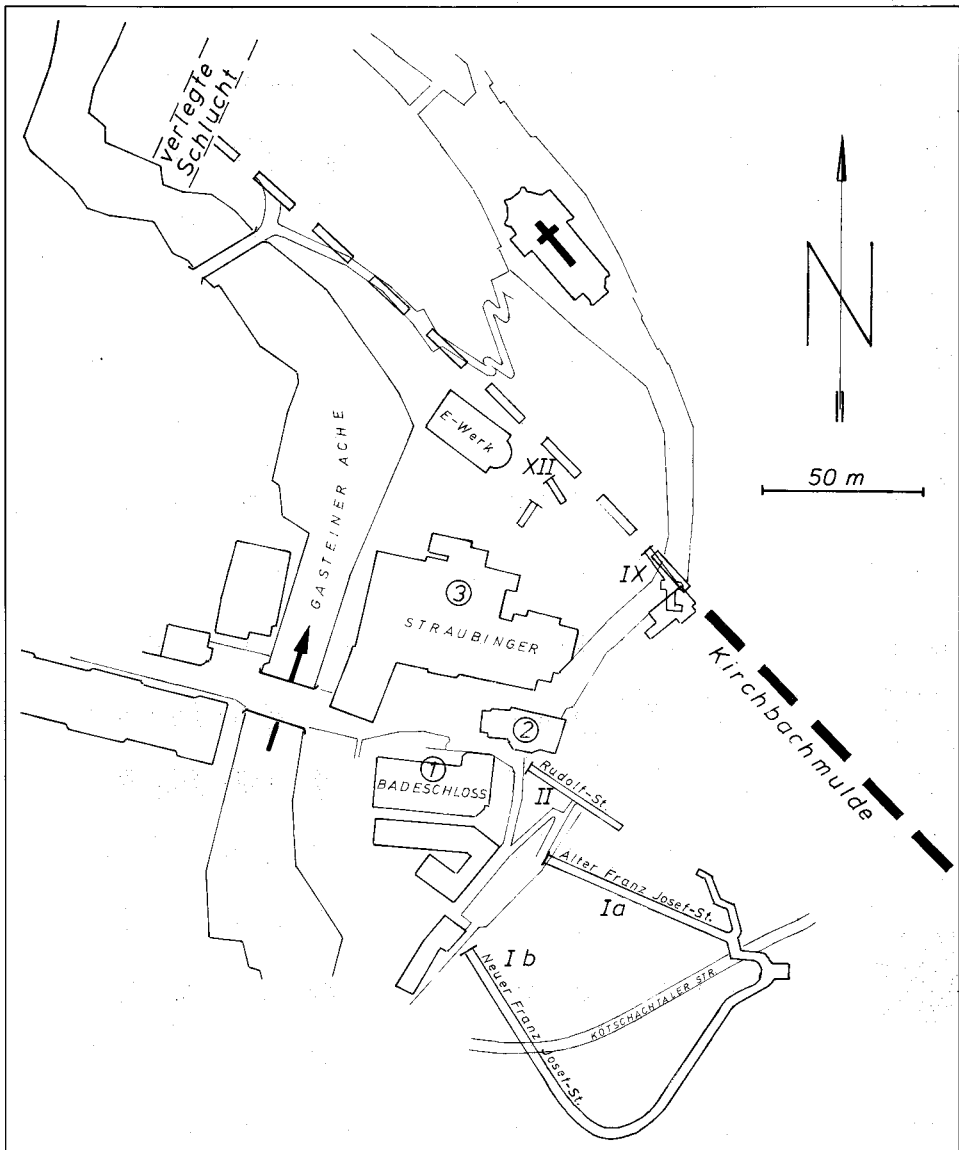 verlegte
Schlucht
N
50 m
E-Werk
XII
GASTEINER ACHE
IX
3
STRAUBINGER
Kirchbachmulde
2
1
BADESCHLOSS
Rudolf-St.
II
Alter Franz Josef-St.
Ia
Ib
Neuer Franz Josef-St.
KÖTSCHACHTALER STR.